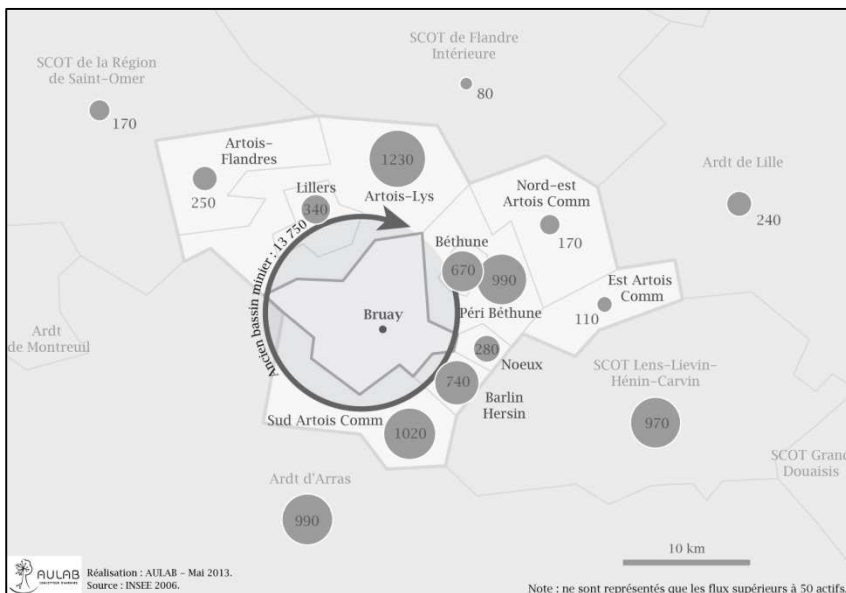 SCOT de la Région
de Saint-Omer
170
SCOT de Flandre
Intérieure
80
Artois-
Flandres
250
1230
Artois-Lys
Lillers
340
Nord-est
Artois Comm
170
Ardt de Lille
240
Ancien bassin minier : 13 750
Béthune
670
990
Péri Béthune
Est Artois
Comm
110
Bruay
Ardt
de Montreuil
280
Noeux
740
Barlin
Hersin
SCOT Lens-Lievin-
Hénin-Carvin
970
Sud Artois Comm
1020
SCOT Grand
Douaisis
Ardt d'Arras
990
10 km
AULAB
Réalisation : AULAB - Mai 2013.
Source : INSEE 2006.
Note : ne sont représentés que les flux supérieurs à 50 actifs.